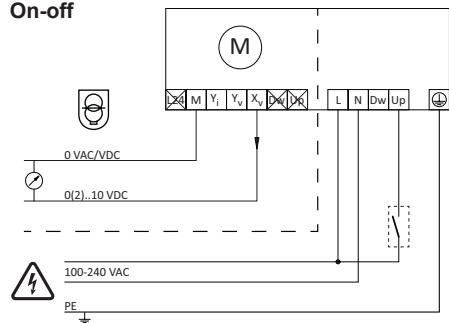 On-off
M
L24 M Yi Yv Xv Dw Up L N Dw Up
0 VAC/VDC
0(2)..10 VDC
100-240 VAC
PE